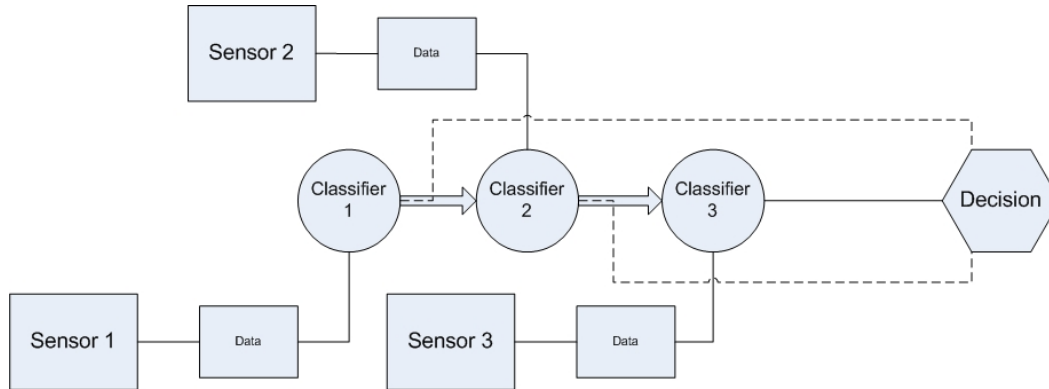 Sensor 2
Data
Classifier
1
Classifier
2
Classifier
3
Decision
Sensor 1
Data
Sensor 3
Data